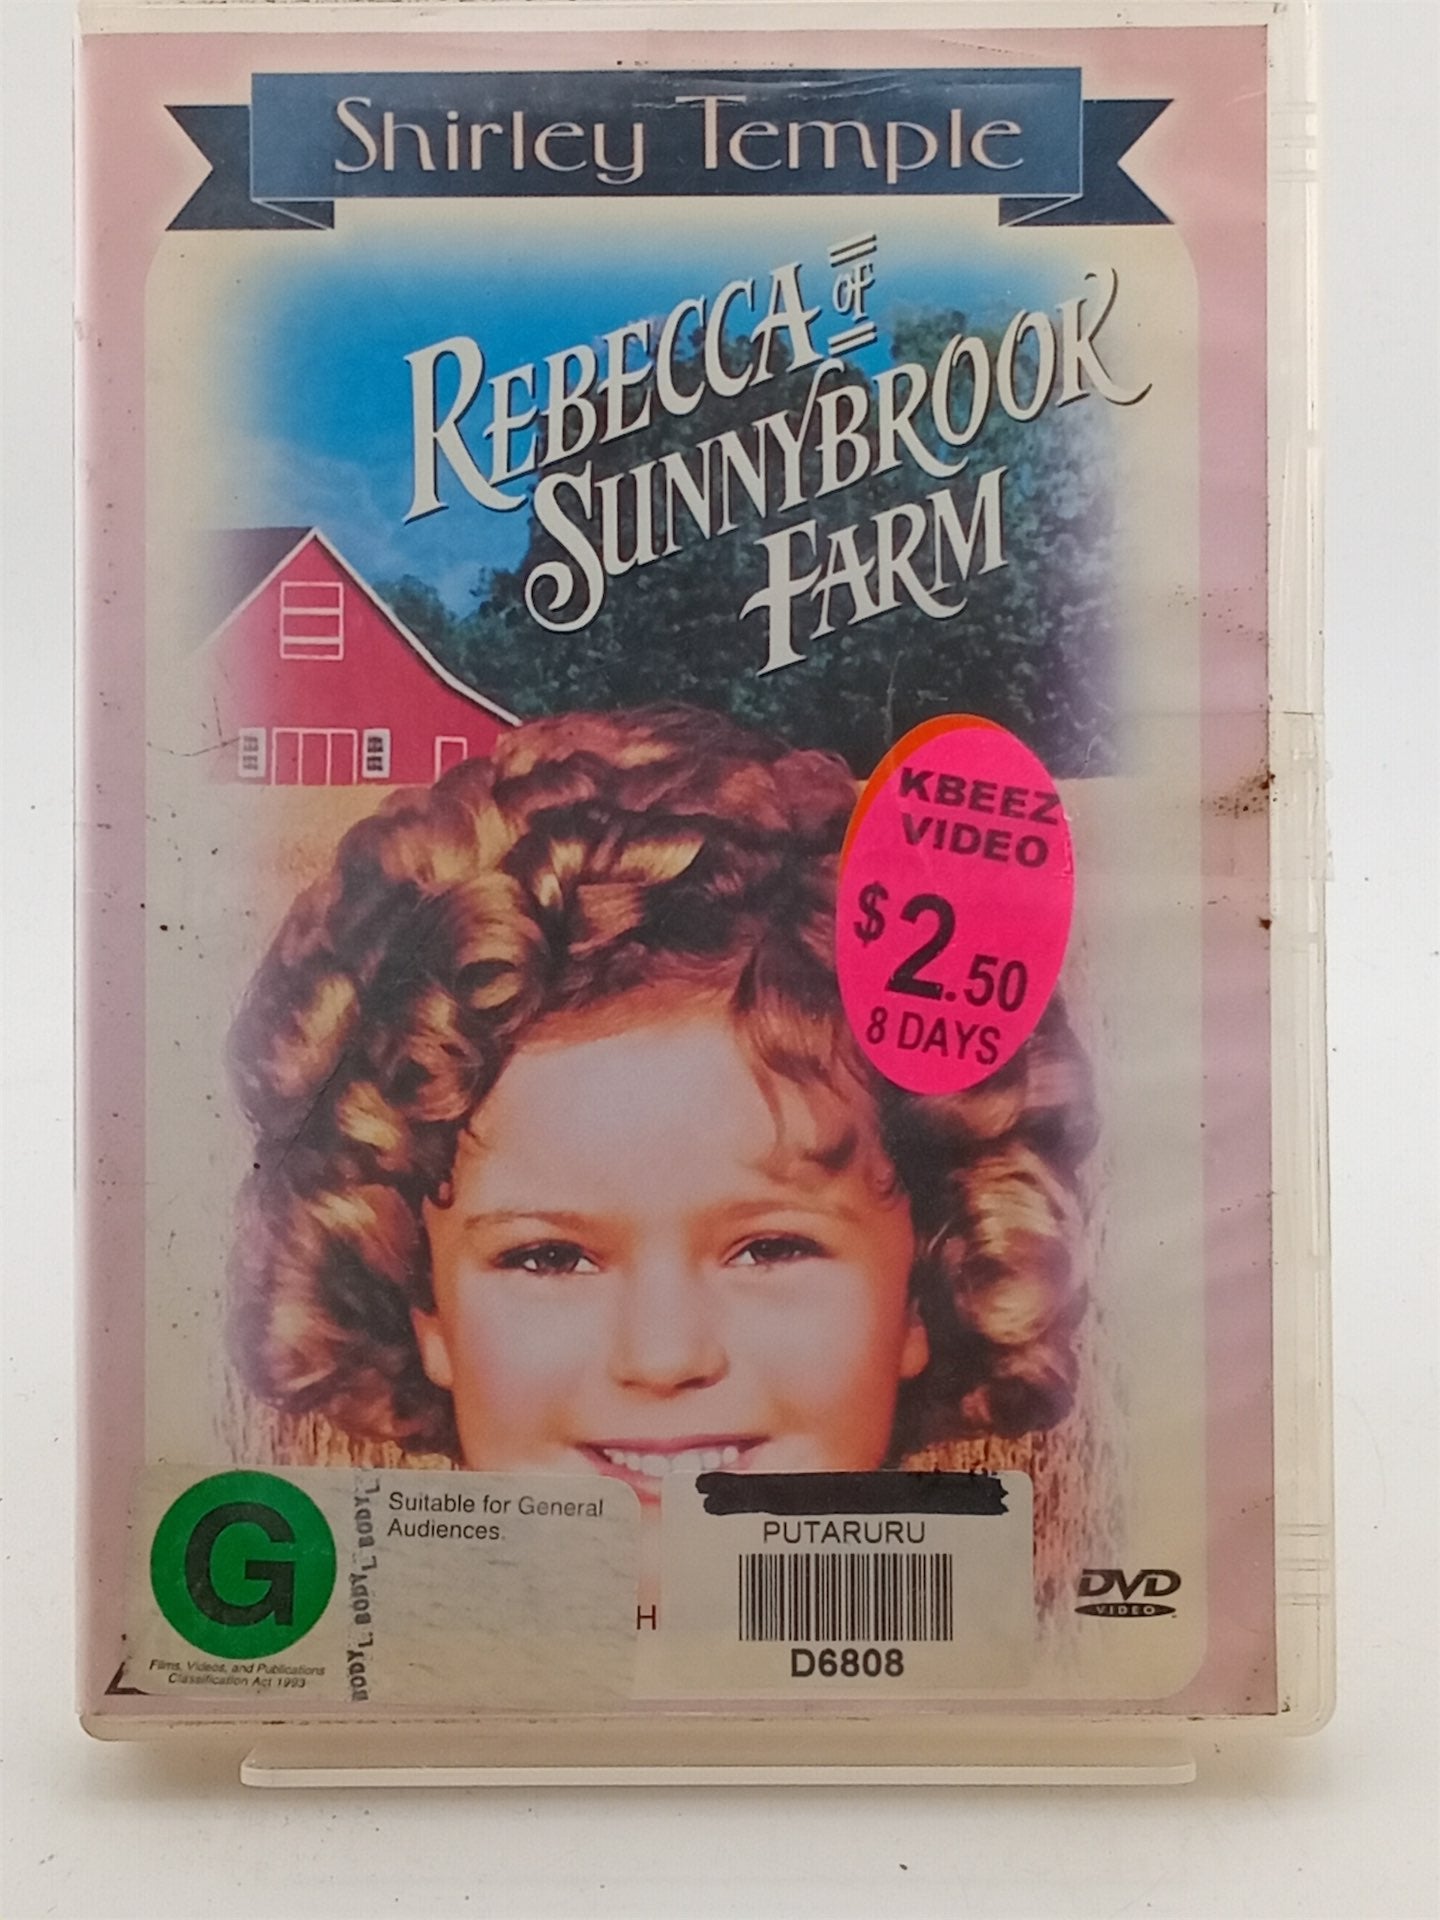 Shirley Temple
REBECCA OF
SUNNYBROOK
FARM
KBEEZ
VIDEO
$2.50
8 DAYS
G
Suitable for General
Audiences.
Films, Videos, and Publications
Classification Act 1993
H
PUTARURU
D6808
DVD
VIDEO